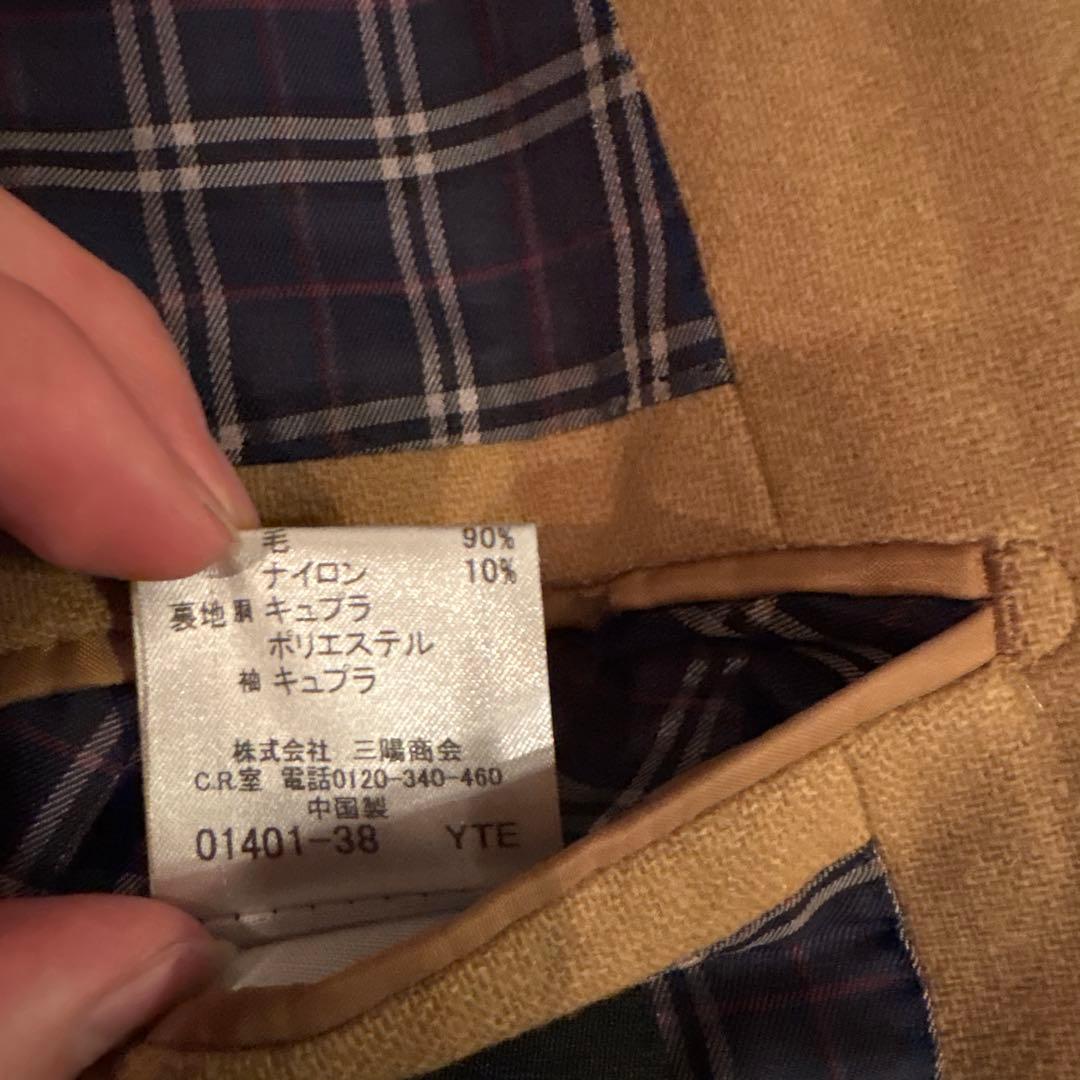 毛 90%
ナイロン 10%
裏地 胴 キュプラ
ポリエステル
袖 キュプラ
株式会社 三陽商会
C.R.室 電話0120-340-460
中国製
01401-38 YTE